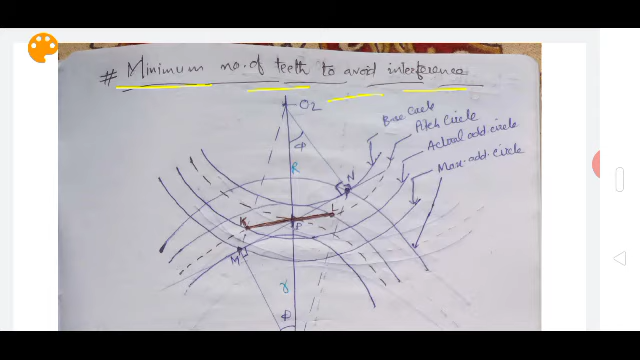 # Minimum no. of teeth to avoid interference
O2
Base Circle
Pitch Circle
Actual add. circle
Max. add. circle
φ
R
N
K
L
P
M
r
φ